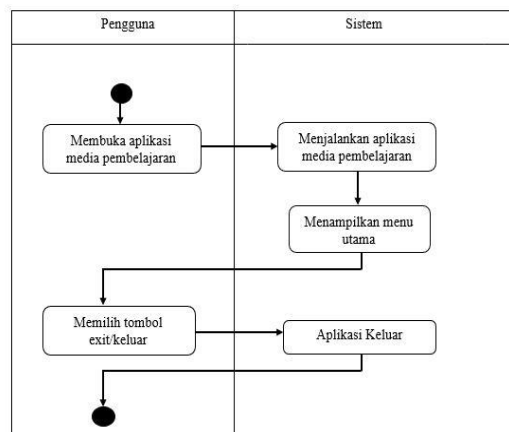 Pengguna
Sistem
Membuka aplikasi
media pembelajaran
Menjalankan aplikasi
media pembelajaran
Menampilkan menu
utama
Memilih tombol
exit/keluar
Aplikasi Keluar